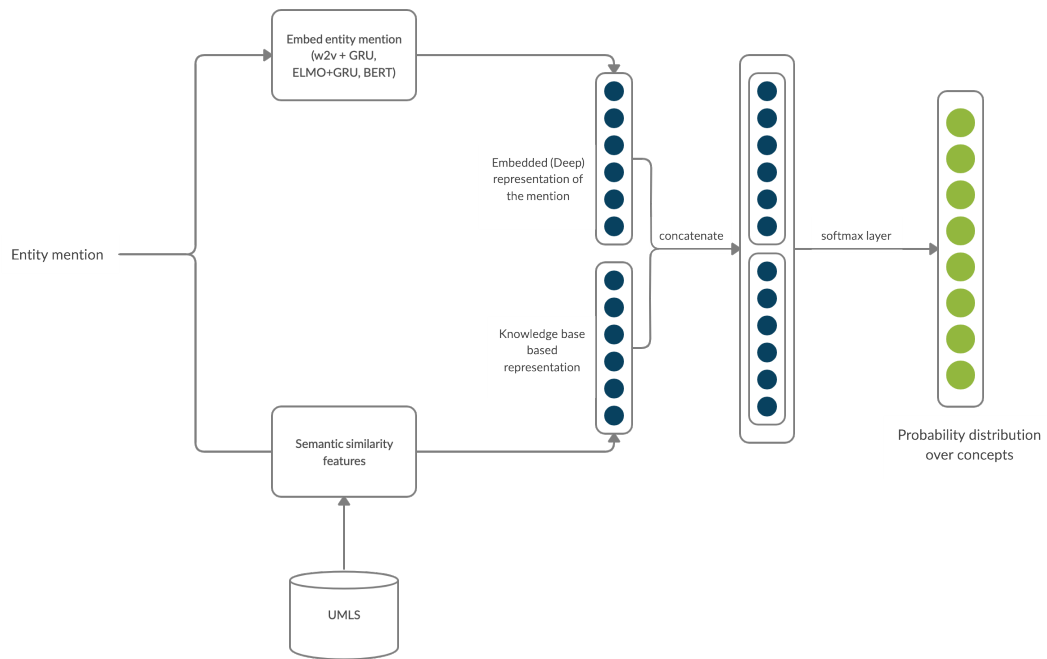 Embed entity mention
(w2v + GRU,
ELMO+GRU, BERT)
Embedded (Deep)
representation of
the mention
concatenate
softmax layer
Entity mention
Knowledge base
based
representation
Semantic similarity
features
Probability distribution
over concepts
UMLS